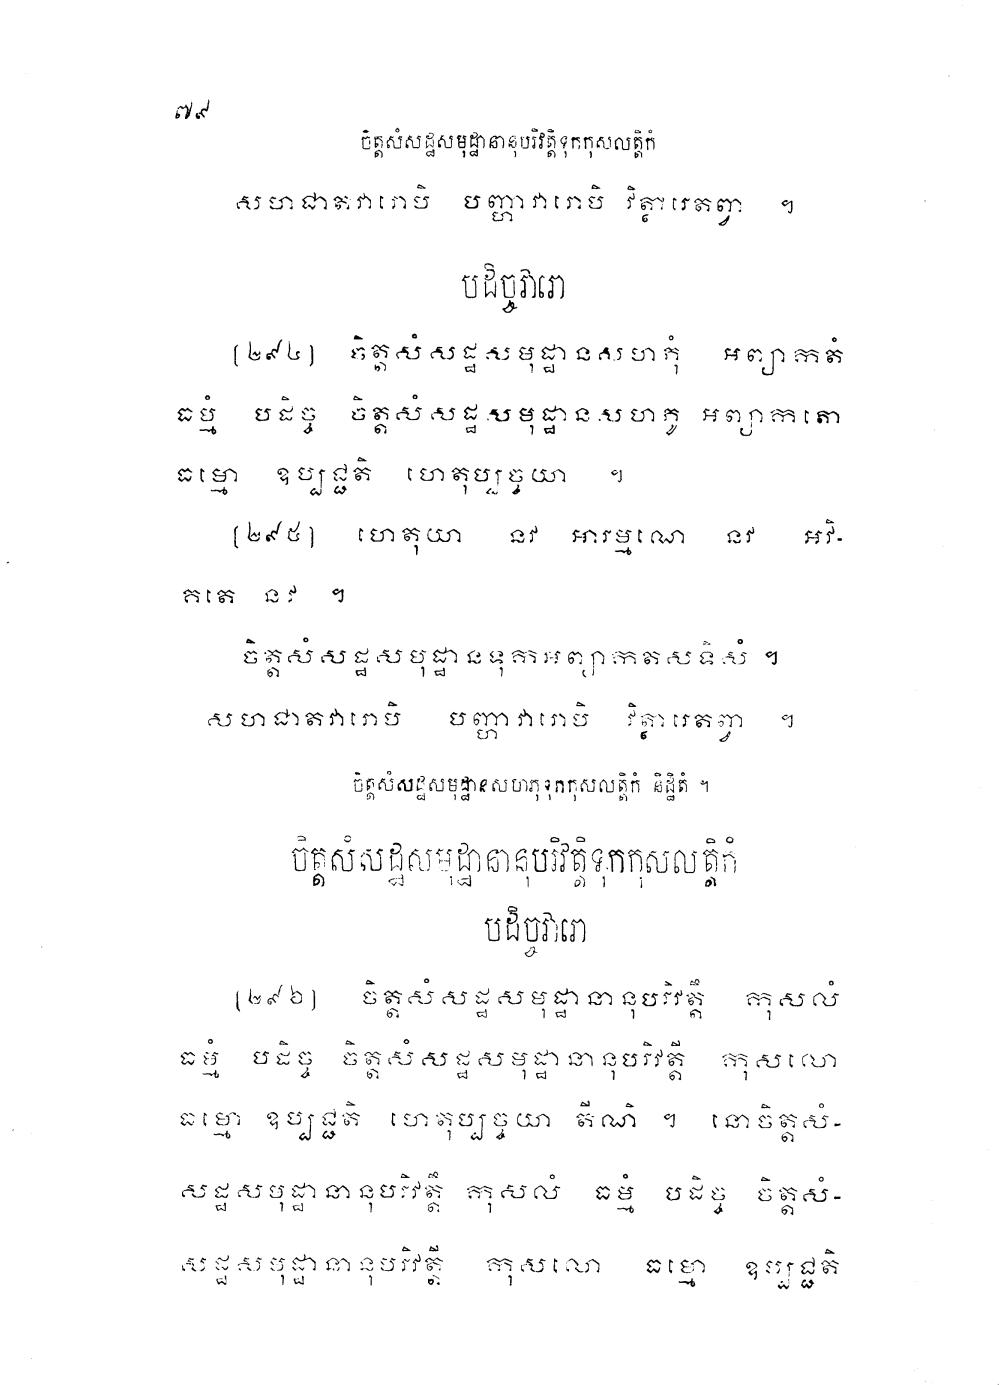 ៧៩
ចិត្តសំសដ្ឋសមុដ្ឋានានុបរិវត្តិទុកកុសលត្តិកំ
សហជាតវារោបិ បញ្ហាវារោបិ វិត្ថារេតព្វា ។
បដិច្ចវារោ
[២៩៤] ចិត្តសំសដ្ឋសមុដ្ឋានសហភុំ អព្យាកតំ
ធម្មំ បដិច្ច ចិត្តសំសដ្ឋសមុដ្ឋានសហភូ អព្យាកតោ
ធម្មោ ឧប្បជ្ជតិ ហេតុប្បច្ចយា ។
[២៩៥] ហេតុយា នវ អារម្មណេ នវ អវិ-
គតេ នវ ។
ចិត្តសំសដ្ឋសមុដ្ឋានទុកអព្យាកតសទិសំ ។
សហជាតវារោបិ បញ្ហាវារោបិ វិត្ថារេតព្វា ។
ចិត្តសំសដ្ឋសមុដ្ឋានសហភុទុកកុសលត្តិកំ និដ្ឋិតំ ។
ចិត្តសំសដ្ឋសមុដ្ឋានានុបរិវត្តិទុកកុសលត្តិកំ
បដិច្ចវារោ
[២៩៦] ចិត្តសំសដ្ឋសមុដ្ឋានានុបរិវត្តឹ កុសលំ
ធម្មំ បដិច្ច ចិត្តសំសដ្ឋសមុដ្ឋានានុបរិវត្តី កុសលោ
ធម្មោ ឧប្បជ្ជតិ ហេតុប្បច្ចយា តីណិ ។ នោចិត្តសំ-
សដ្ឋសមុដ្ឋានានុបរិវត្តឹ កុសលំ ធម្មំ បដិច្ច ចិត្តសំ-
សដ្ឋសមុដ្ឋានានុបរិវត្តី កុសលោ ធម្មោ ឧប្បជ្ជតិ